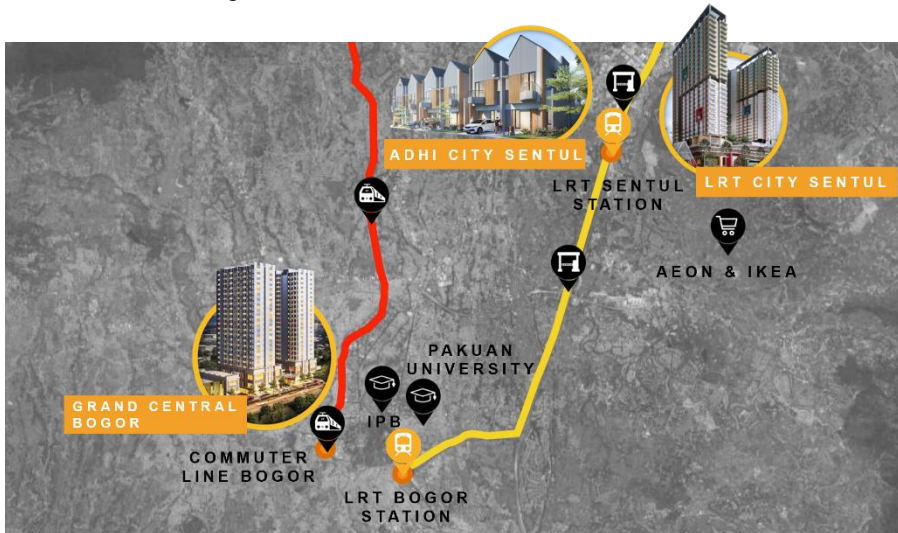 ADHI CITY SENTUL
LRT SENTUL
STATION
LRT CITY SENTUL
AEON & IKEA
PAKUAN
UNIVERSITY
GRAND CENTRAL
BOGOR
IPB
COMMUTER
LINE BOGOR
LRT BOGOR
STATION